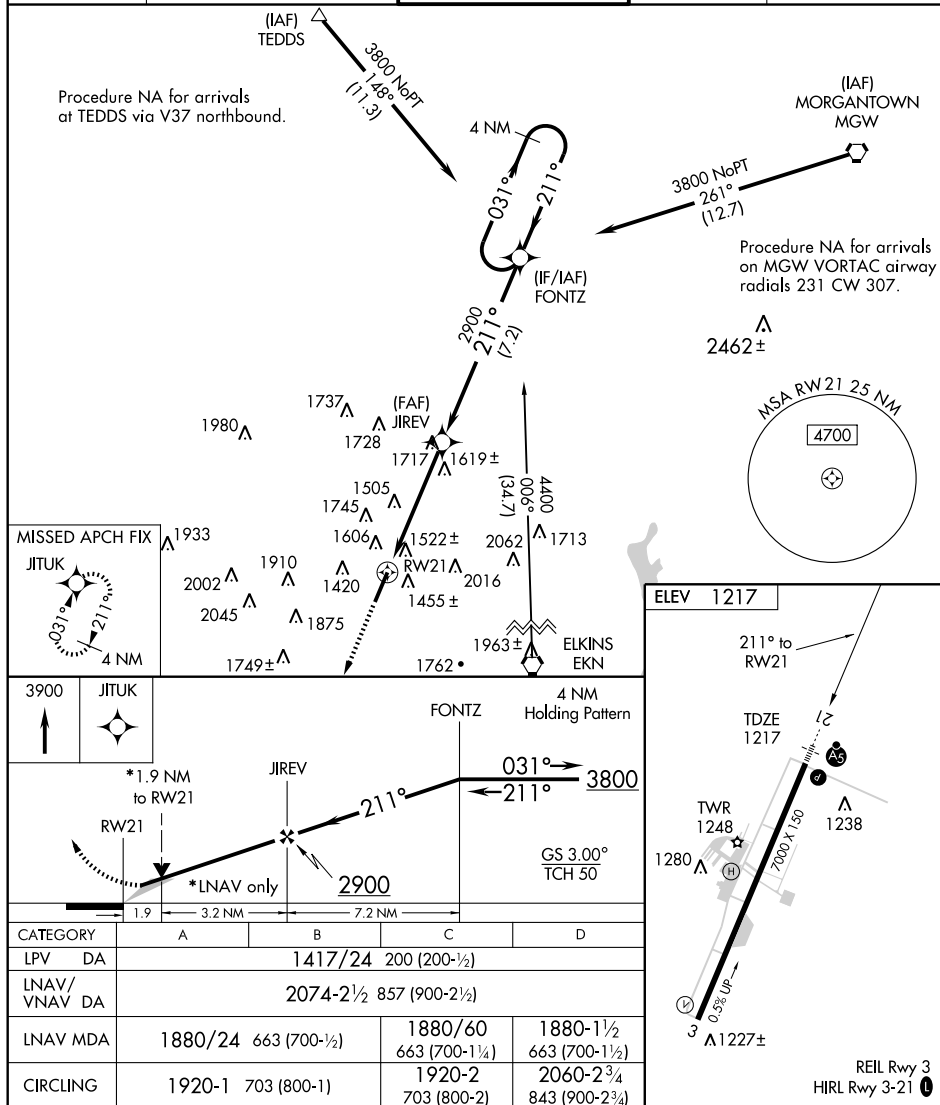 (IAF)
TEDDS
3800 NoPT
148°
(11.3)
Procedure NA for arrivals
at TEDDS via V37 northbound.
(IAF)
MORGANTOWN
MGW
4 NM
031°
211°
3800 NoPT
261°
(12.7)
Procedure NA for arrivals
on MGW VORTAC airway
radials 231 CW 307.
(IF/IAF)
FONTZ
2900
211°
(7.2)
2462±
MSA RW21 25 NM
4700
1980
1737
1728
(FAF)
JIREV
1717
1619±
1505
1745
1606
1522±
4400
006°
(34.7)
2062
1713
1933
2002
1910
1420
RW21
2016
2045
1875
1455±
1749±
1762
1963±
ELKINS
EKN
MISSED APCH FIX
JITUK
031°
211°
4 NM
ELEV 1217
211° to
RW21
TDZE
1217
21
A5
P
TWR
1248
1238
1280
H
7000 X 150
V
0.5% UP
3
1227±
REIL Rwy 3
HIRL Rwy 3-21 L
3900
JITUK
FONTZ
4 NM
Holding Pattern
*1.9 NM
to RW21
JIREV
031°
211°
3800
211°
RW21
*LNAV only
2900
GS 3.00°
TCH 50
1.9
3.2 NM
7.2 NM
CATEGORY A B C D
LPV DA 1417/24 200 (200-½)
LNAV/
VNAV DA 2074-2½ 857 (900-2½)
LNAV MDA 1880/24 663 (700-½) 1880/60 663 (700-1¼) 1880-1½ 663 (700-1½)
CIRCLING 1920-1 703 (800-1) 1920-2 703 (800-2) 2060-2¾ 843 (900-2¾)